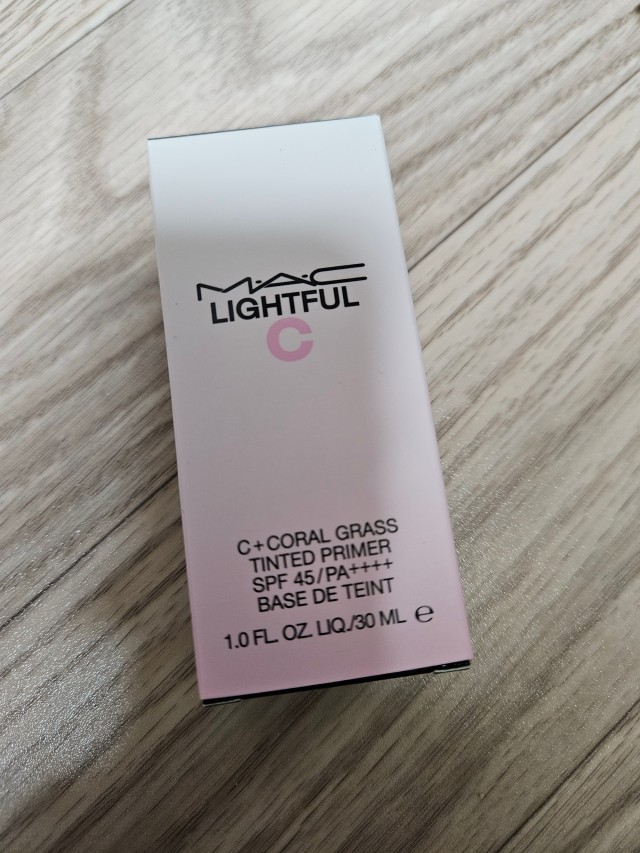 M·A·C
LIGHTFUL
C
C+CORAL GRASS
TINTED PRIMER
SPF 45/PA++++
BASE DE TEINT
1.0 FL. OZ. LIQ./30 ML ℮